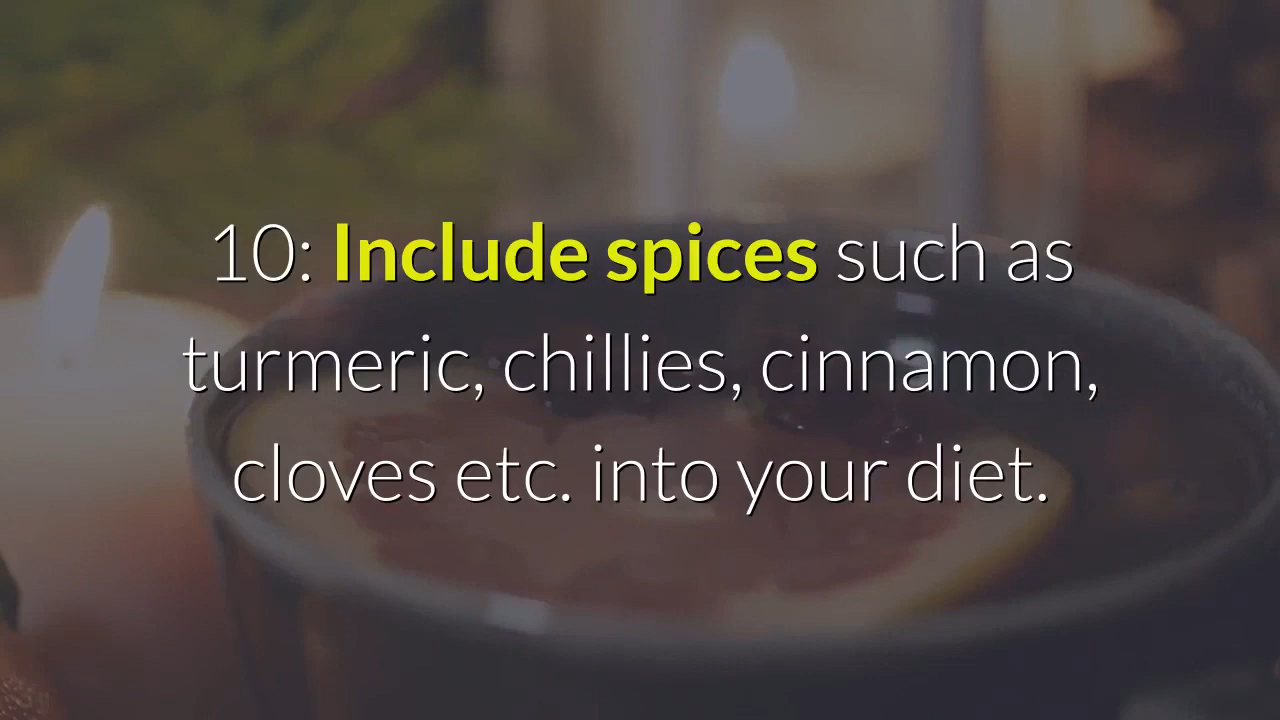 10: Include spices such as
turmeric, chillies, cinnamon,
cloves etc. into your diet.